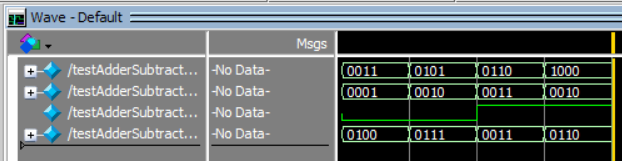 Wave - Default
Msgs
/testAdderSubtract... -No Data- 0011 0101 0110 1000
/testAdderSubtract... -No Data- 0001 0010 0011 0010
/testAdderSubtract... -No Data-
/testAdderSubtract... -No Data- 0100 0111 0011 0110